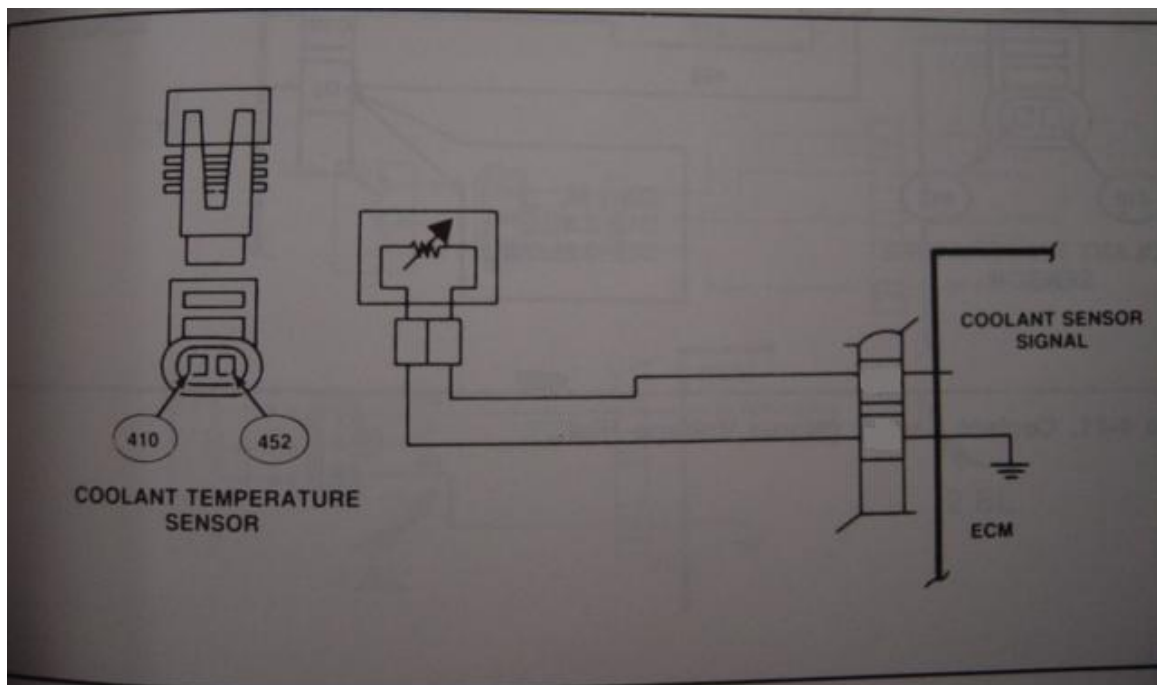 COOLANT SENSOR
SIGNAL
410
452
COOLANT TEMPERATURE
SENSOR
ECM